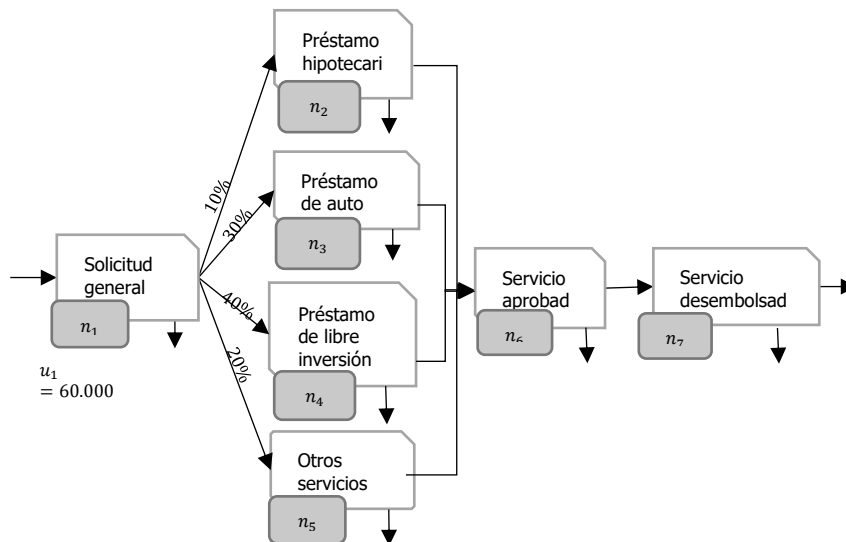 Préstamo
hipotecari
n₂
10%
Préstamo
de auto
n₃
30%
Solicitud
general
n₁
u₁
= 60.000
40%
Préstamo
de libre
inversión
n₄
20%
Otros
servicios
n₅
Servicio
aprobad
n₆
Servicio
desembolsad
n₇